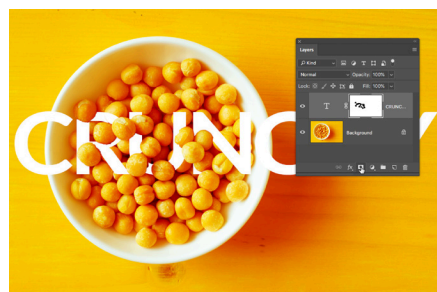 CRUNCHY
Layers
Kind
Normal
Opacity: 100%
Lock:
Fill: 100%
T
CRUNC...
Background